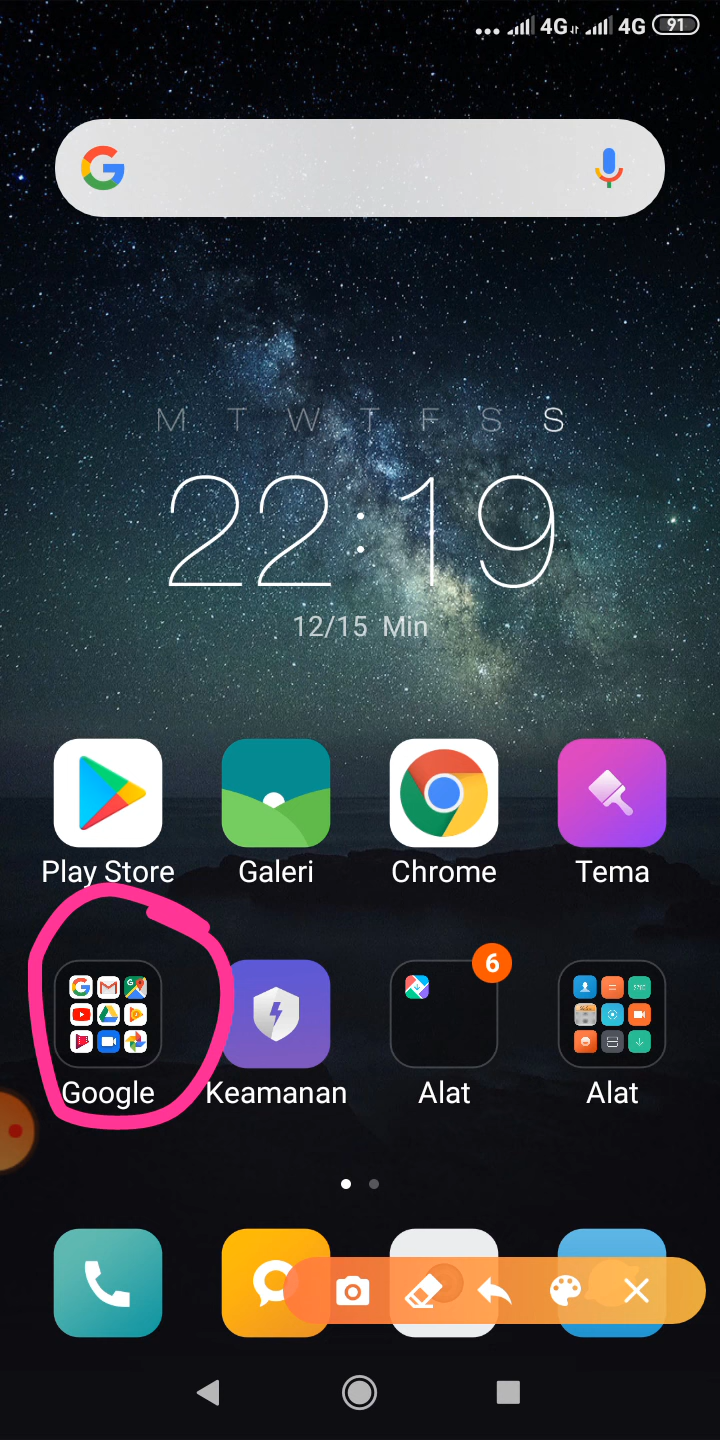 4G 4G 91
M T W T F S S
22:19
12/15 Min
Play Store Galeri Chrome Tema
6
Google Keamanan Alat Alat